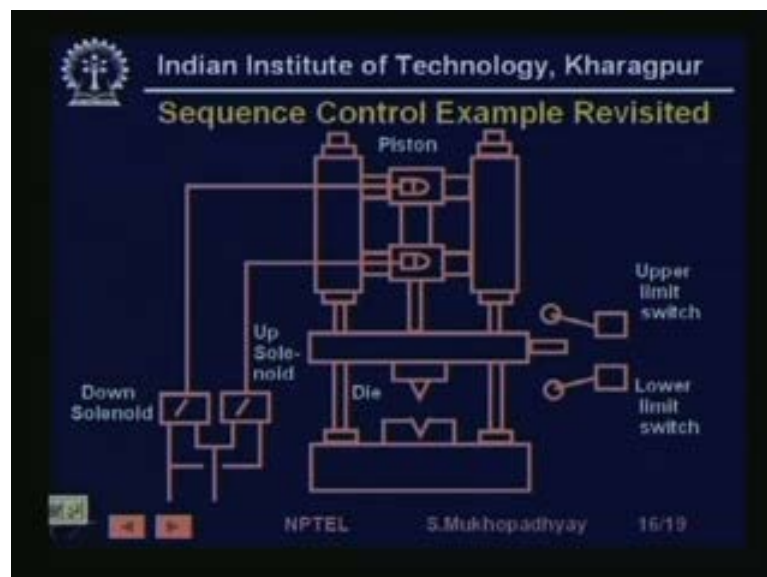 Indian Institute of Technology, Kharagpur
Sequence Control Example Revisited
Piston
Upper
limit
switch
Up
Sole-
noid
Down
Solenoid
Die
Lower
limit
switch
NPTEL S.Mukhopadhyay 16/19